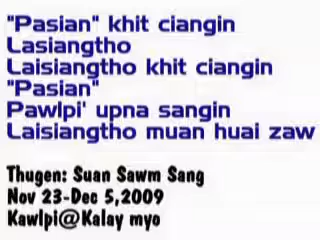 "Pasian" khit ciangin
Lasiangtho
Laisiangtho khit ciangin
"Pasian"
Pawlpi' upna sangin
Laisiangtho muan huai zaw
Thugen: Suan Sawm Sang
Nov 23-Dec 5,2009
Kawlpi@Kalay myo